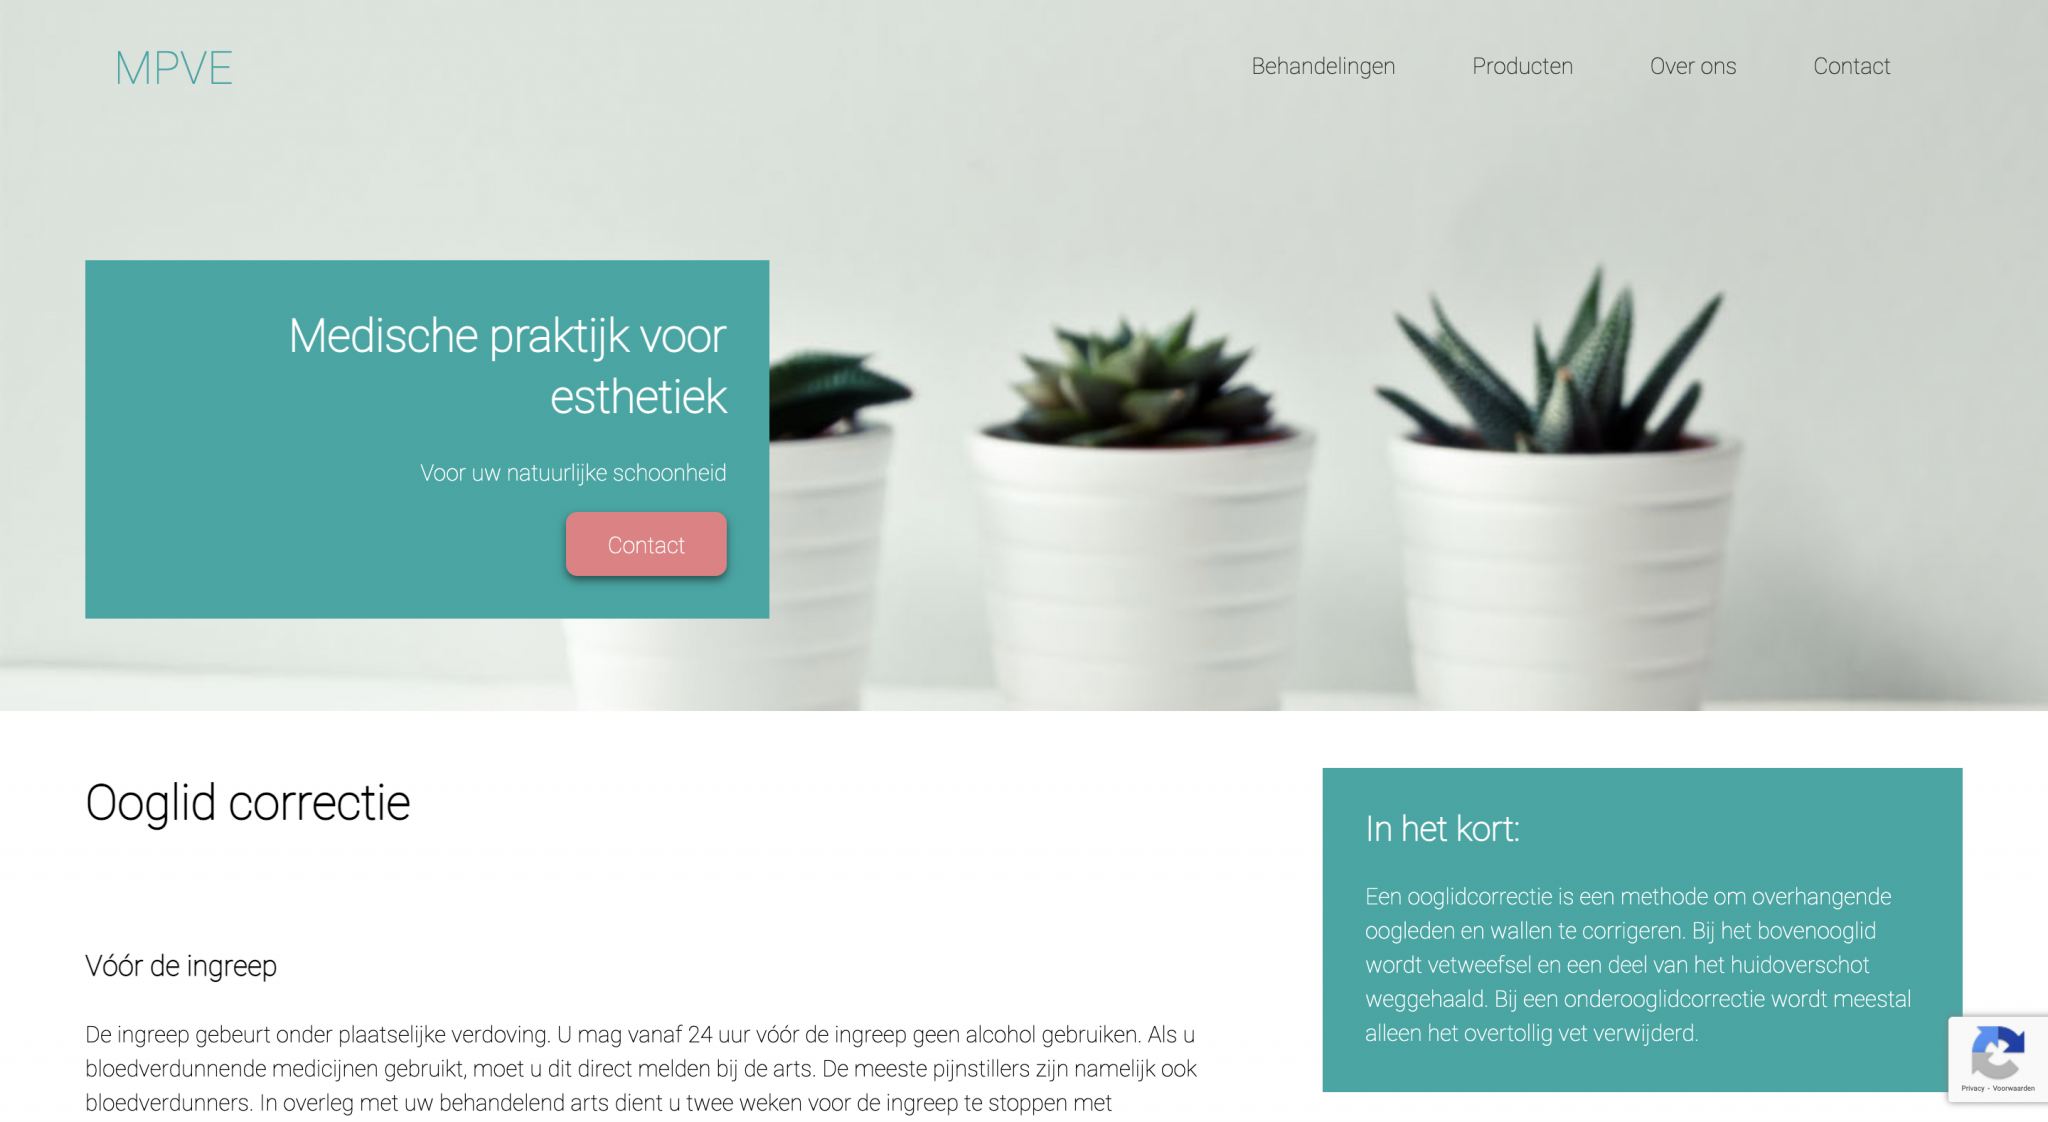 MPVE
Behandelingen
Producten
Over ons
Contact
Medische praktijk voor
esthetiek
Voor uw natuurlijke schoonheid
Contact
Ooglid correctie
Vóór de ingreep
De ingreep gebeurt onder plaatselijke verdoving. U mag vanaf 24 uur vóór de ingreep geen alcohol gebruiken. Als u
bloedverdunnende medicijnen gebruikt, moet u dit direct melden bij de arts. De meeste pijnstillers zijn namelijk ook
bloedverdunners. In overleg met uw behandelend arts dient u twee weken voor de ingreep te stoppen met
In het kort:
Een ooglidcorrectie is een methode om overhangende
oogleden en wallen te corrigeren. Bij het bovenooglid
wordt vetweefsel en een deel van het huidoverschot
weggehaald. Bij een onderooglidcorrectie wordt meestal
alleen het overtollig vet verwijderd.
Privacy - Voorwaarden